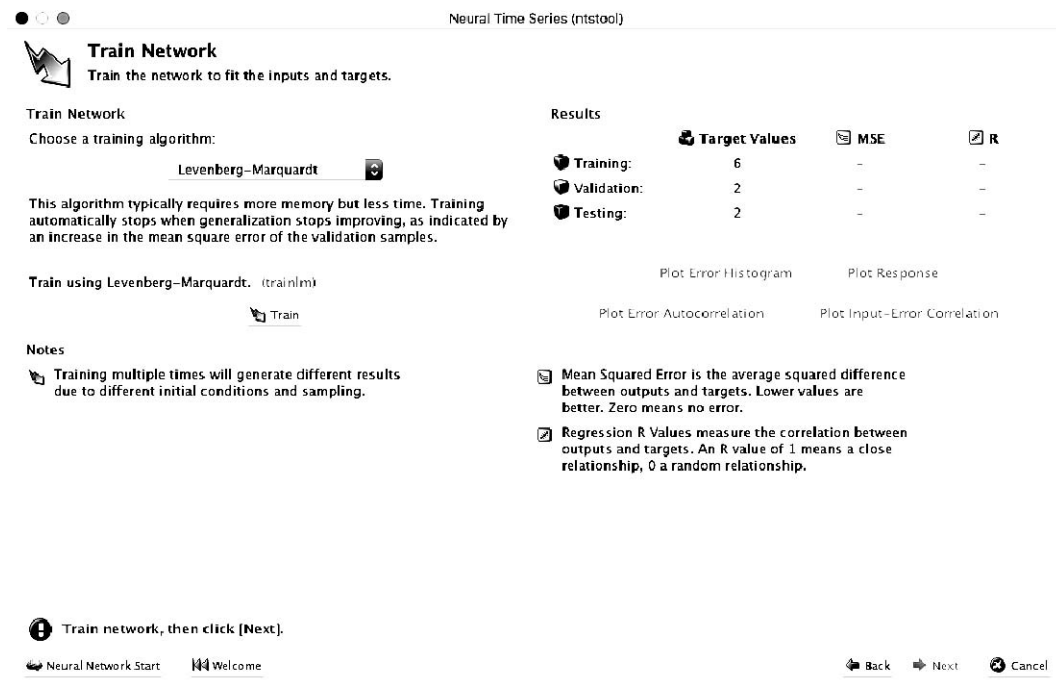 Neural Time Series (ntstool)
Train Network
Train the network to fit the inputs and targets.
Train Network
Choose a training algorithm:
Levenberg-Marquardt
This algorithm typically requires more memory but less time. Training
automatically stops when generalization stops improving, as indicated by
an increase in the mean square error of the validation samples.
Train using Levenberg-Marquardt. (trainlm)
Train
Notes
Training multiple times will generate different results
due to different initial conditions and sampling.
Results
Target Values MSE R
Training: 6 - -
Validation: 2 - -
Testing: 2 - -
Plot Error Histogram Plot Response
Plot Error Autocorrelation Plot Input-Error Correlation
Mean Squared Error is the average squared difference
between outputs and targets. Lower values are
better. Zero means no error.
Regression R Values measure the correlation between
outputs and targets. An R value of 1 means a close
relationship, 0 a random relationship.
Train network, then click [Next].
Neural Network Start Welcome Back Next Cancel